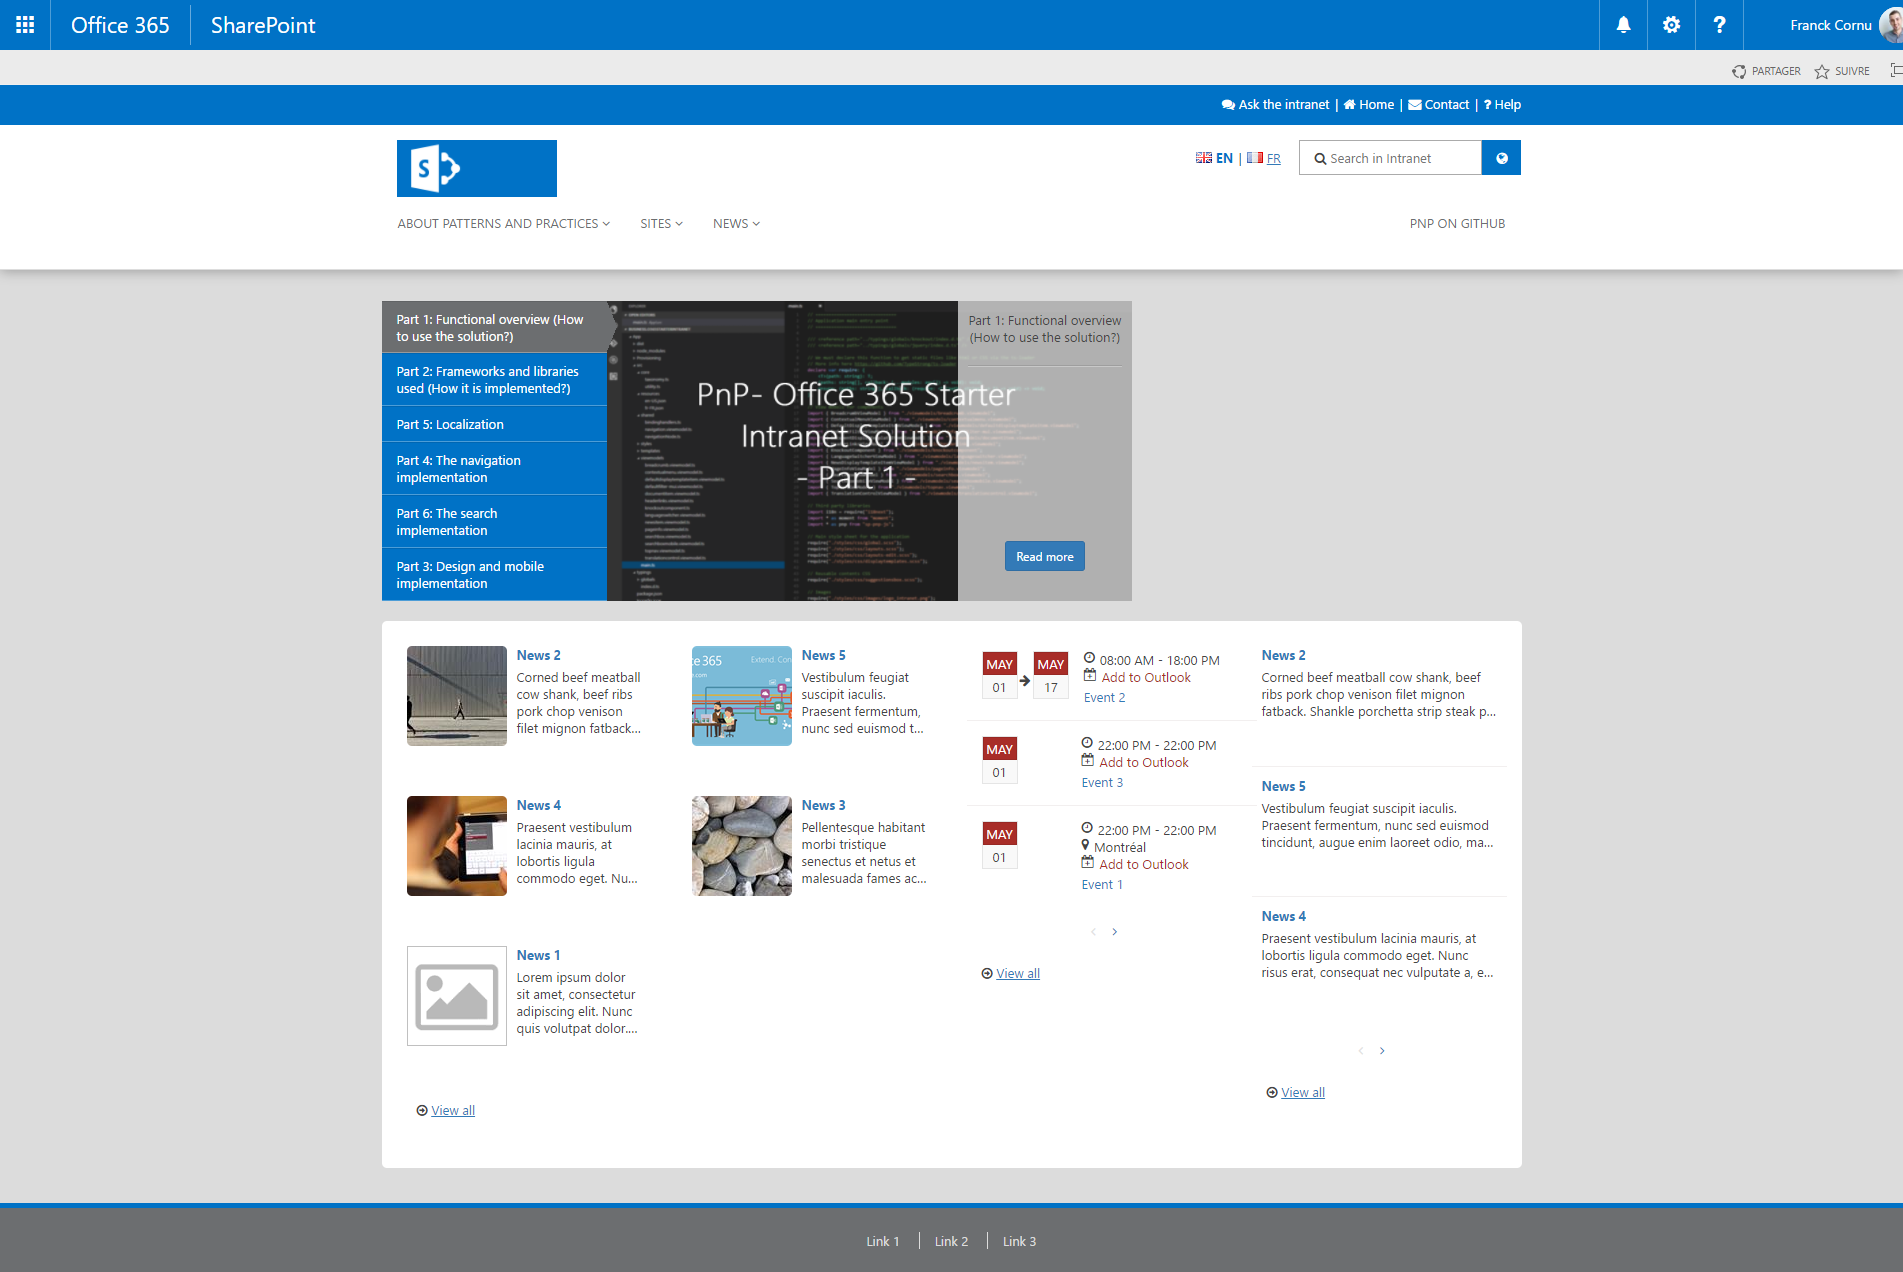 Office 365
SharePoint
Franck Cornu
PARTAGER
SUIVRE
Ask the intranet | Home | Contact | ? Help
S
EN | FR
Search in Intranet
ABOUT PATTERNS AND PRACTICES
SITES
NEWS
PNP ON GITHUB
Part 1: Functional overview (How
to use the solution?)
Part 2: Frameworks and libraries
used (How it is implemented?)
Part 5: Localization
Part 4: The navigation
implementation
Part 6: The search
implementation
Part 3: Design and mobile
implementation
PnP- Office 365 Starter
Intranet Solution
- Part 1 -
Part 1: Functional overview
(How to use the solution?)
Read more
News 2
Corned beef meatball
cow shank, beef ribs
pork chop venison
filet mignon fatback...
ce 365
Extend. Con
News 5
Vestibulum feugiat
suscipit iaculis.
Praesent fermentum,
nunc sed euismod t...
News 4
Praesent vestibulum
lacinia mauris, at
lobortis ligula
commodo eget. Nu...
News 3
Pellentesque habitant
morbi tristique
senectus et netus et
malesuada fames ac...
News 1
Lorem ipsum dolor
sit amet, consectetur
adipiscing elit. Nunc
quis volutpat dolor....
View all
MAY
01
MAY
17
08:00 AM - 18:00 PM
Add to Outlook
Event 2
MAY
01
22:00 PM - 22:00 PM
Add to Outlook
Event 3
MAY
01
22:00 PM - 22:00 PM
Montréal
Add to Outlook
Event 1
View all
News 2
Corned beef meatball cow shank, beef
ribs pork chop venison filet mignon
fatback. Shankle porchetta strip steak p...
News 5
Vestibulum feugiat suscipit iaculis.
Praesent fermentum, nunc sed euismod
tincidunt, augue enim laoreet odio, ma...
News 4
Praesent vestibulum lacinia mauris, at
lobortis ligula commodo eget. Nunc
risus erat, consequat nec vulputate a, e...
View all
Link 1
Link 2
Link 3